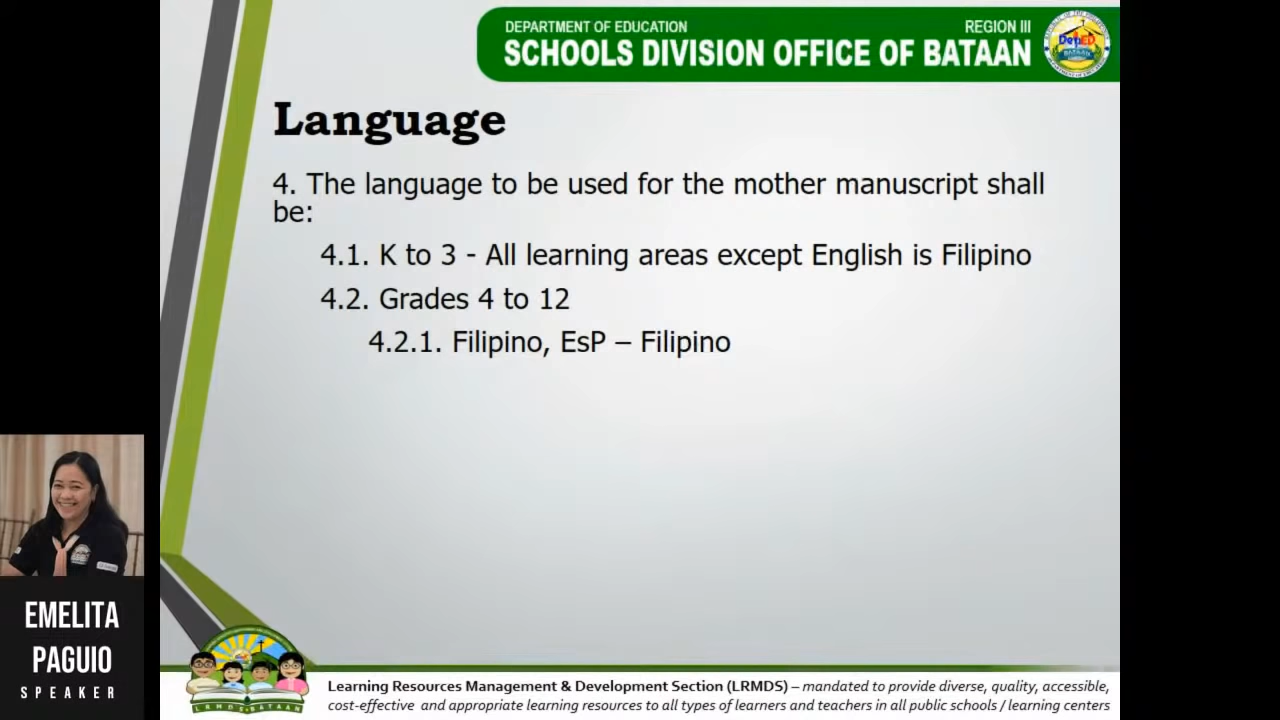 DEPARTMENT OF EDUCATION REGION III
SCHOOLS DIVISION OFFICE OF BATAAN
DepED
BATAAN
Language
4. The language to be used for the mother manuscript shall
be:
4.1. K to 3 - All learning areas except English is Filipino
4.2. Grades 4 to 12
4.2.1. Filipino, EsP – Filipino
EMELITA
PAGUIO
SPEAKER
LRMDS BATAAN
Learning Resources Management & Development Section (LRMDS) – mandated to provide diverse, quality, accessible,
cost-effective and appropriate learning resources to all types of learners and teachers in all public schools / learning centers